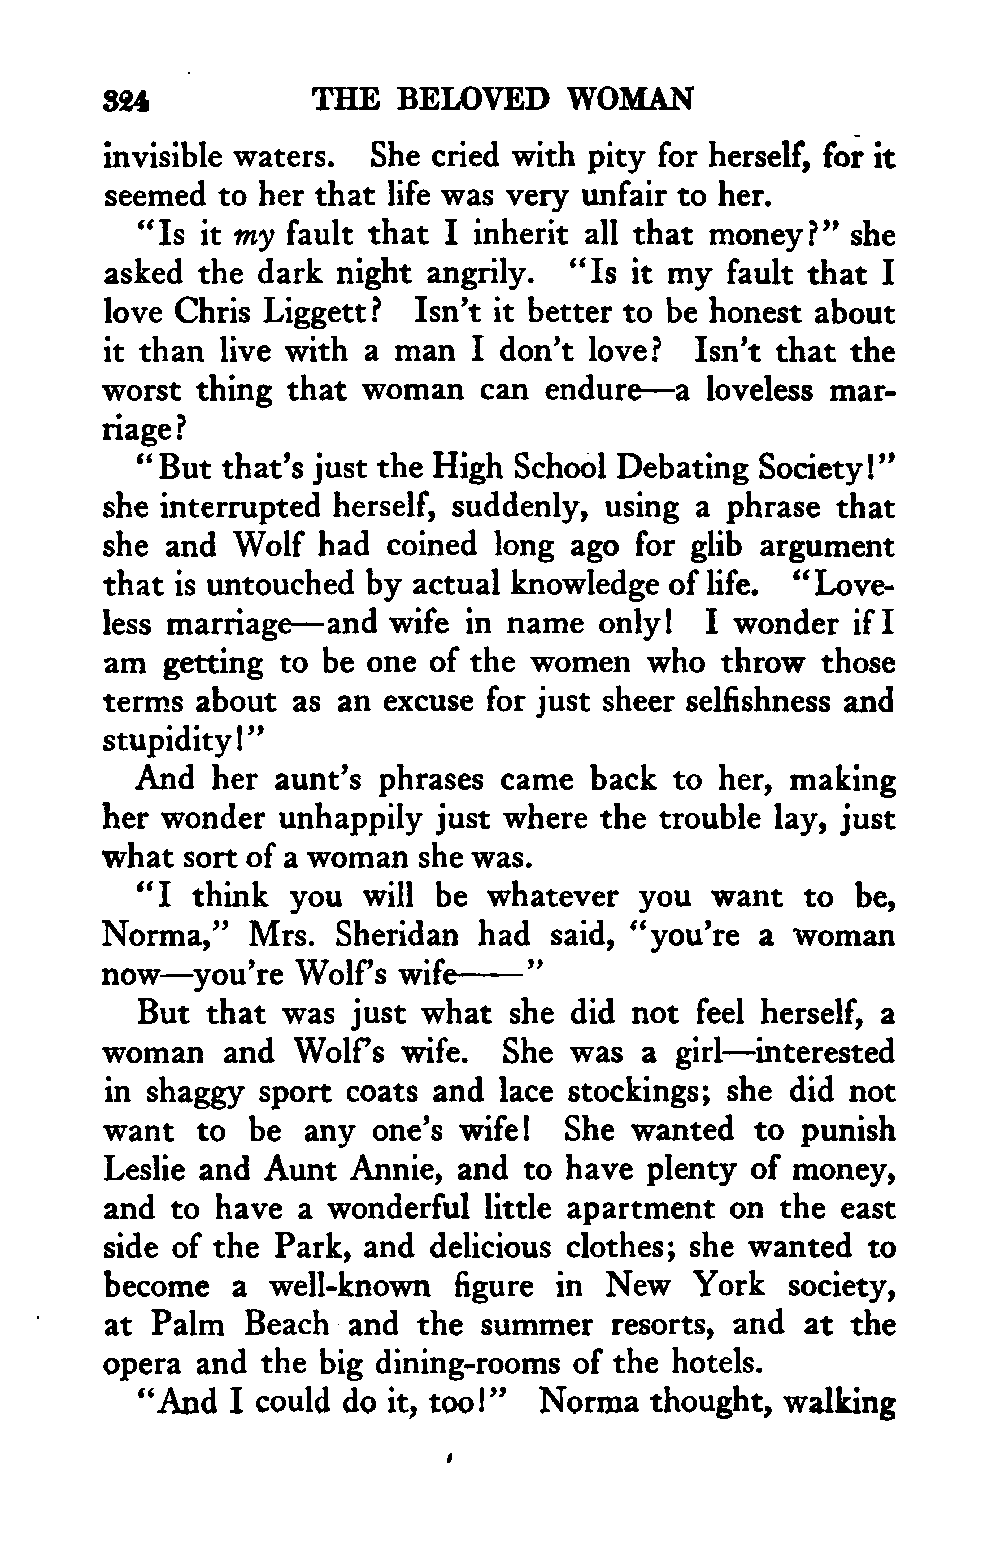 324 THE BELOVED WOMAN
invisible waters. She cried with pity for herself, for it
seemed to her that life was very unfair to her.
"Is it my fault that I inherit all that money?" she
asked the dark night angrily. "Is it my fault that I
love Chris Liggett? Isn't it better to be honest about
it than live with a man I don't love? Isn't that the
worst thing that woman can endure—a loveless mar-
riage?
"But that's just the High School Debating Society!"
she interrupted herself, suddenly, using a phrase that
she and Wolf had coined long ago for glib argument
that is untouched by actual knowledge of life. "Love-
less marriage—and wife in name only! I wonder if I
am getting to be one of the women who throw those
terms about as an excuse for just sheer selfishness and
stupidity!"
And her aunt's phrases came back to her, making
her wonder unhappily just where the trouble lay, just
what sort of a woman she was.
"I think you will be whatever you want to be,
Norma," Mrs. Sheridan had said, "you're a woman
now—you're Wolf's wife——"
But that was just what she did not feel herself, a
woman and Wolf's wife. She was a girl—interested
in shaggy sport coats and lace stockings; she did not
want to be any one's wife! She wanted to punish
Leslie and Aunt Annie, and to have plenty of money,
and to have a wonderful little apartment on the east
side of the Park, and delicious clothes; she wanted to
become a well-known figure in New York society,
at Palm Beach and the summer resorts, and at the
opera and the big dining-rooms of the hotels.
"And I could do it, too!" Norma thought, walking